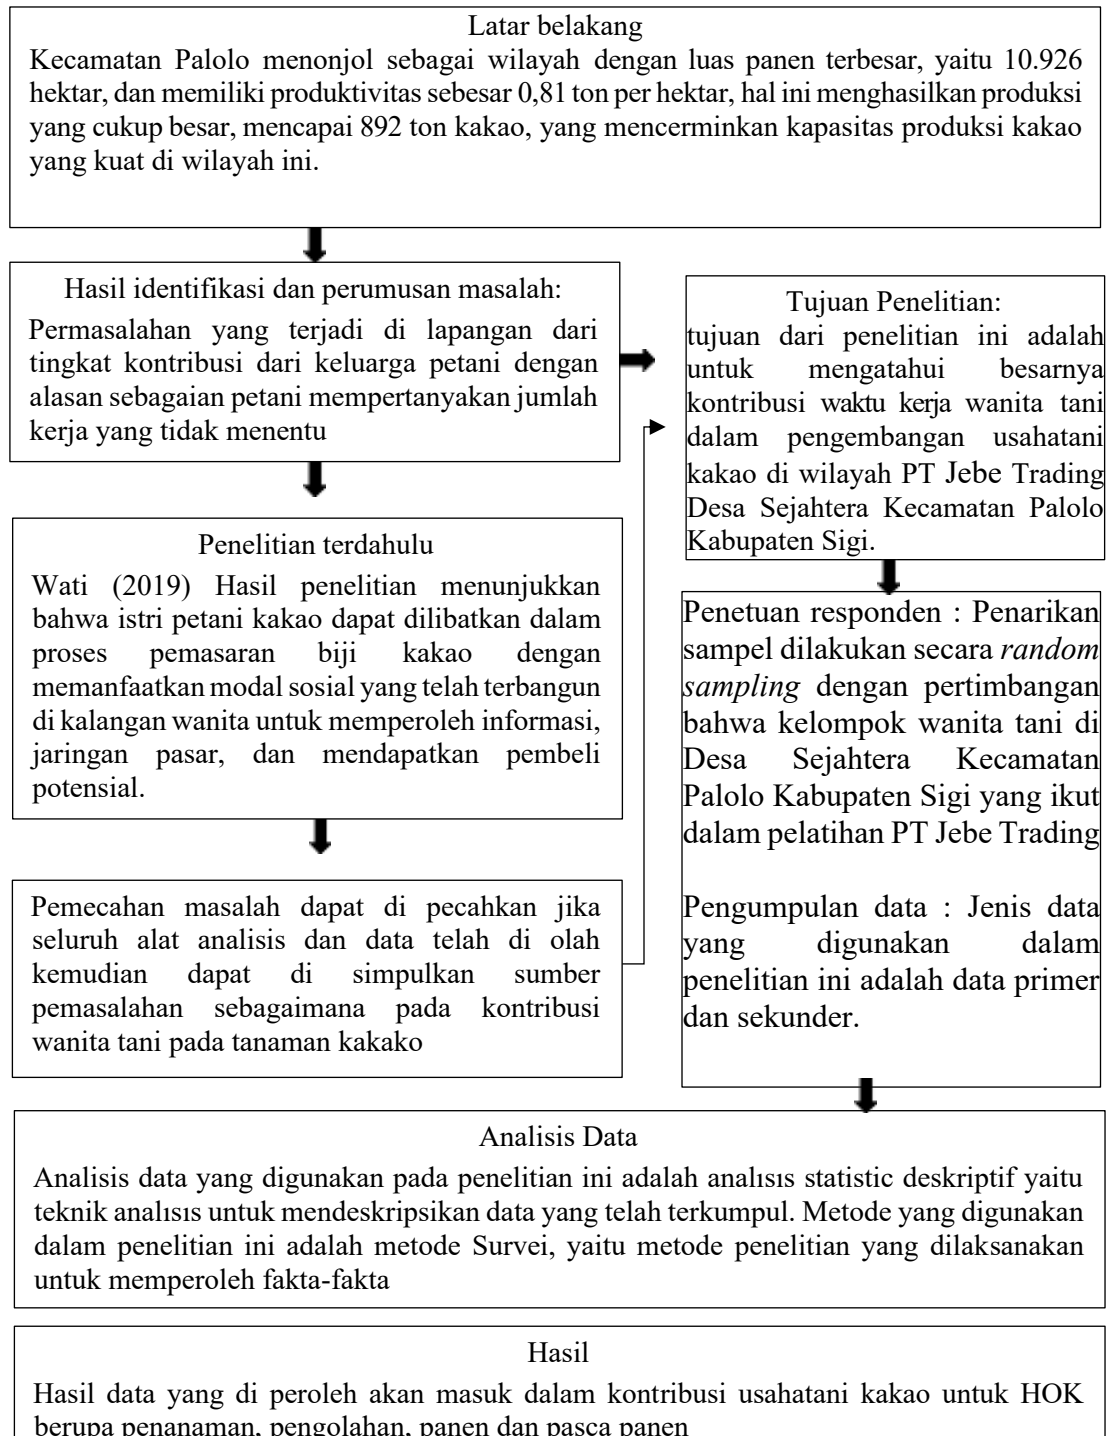 Latar belakang
Kecamatan Palolo menonjol sebagai wilayah dengan luas panen terbesar, yaitu 10.926
hektar, dan memiliki produktivitas sebesar 0,81 ton per hektar, hal ini menghasilkan produksi
yang cukup besar, mencapai 892 ton kakao, yang mencerminkan kapasitas produksi kakao
yang kuat di wilayah ini.
Hasil identifikasi dan perumusan masalah:
Permasalahan yang terjadi di lapangan dari
tingkat kontribusi dari keluarga petani dengan
alasan sebagaian petani mempertanyakan jumlah
kerja yang tidak menentu
Penelitian terdahulu
Wati (2019) Hasil penelitian menunjukkan
bahwa istri petani kakao dapat dilibatkan dalam
proses pemasaran biji kakao dengan
memanfaatkan modal sosial yang telah terbangun
di kalangan wanita untuk memperoleh informasi,
jaringan pasar, dan mendapatkan pembeli
potensial.
Pemecahan masalah dapat di pecahkan jika
seluruh alat analisis dan data telah di olah
kemudian dapat di simpulkan sumber
pemasalahan sebagaimana pada kontribusi
wanita tani pada tanaman kakako
Tujuan Penelitian:
tujuan dari penelitian ini adalah
untuk mengatahui besarnya
kontribusi waktu kerja wanita tani
dalam pengembangan usahatani
kakao di wilayah PT Jebe Trading
Desa Sejahtera Kecamatan Palolo
Kabupaten Sigi.
Penetuan responden : Penarikan
sampel dilakukan secara random
sampling dengan pertimbangan
bahwa kelompok wanita tani di
Desa Sejahtera Kecamatan
Palolo Kabupaten Sigi yang ikut
dalam pelatihan PT Jebe Trading
Pengumpulan data : Jenis data
yang digunakan dalam
penelitian ini adalah data primer
dan sekunder.
Analisis Data
Analisis data yang digunakan pada penelitian ini adalah analısıs statistic deskriptif yaitu
teknik analısıs untuk mendeskripsikan data yang telah terkumpul. Metode yang digunakan
dalam penelitian ini adalah metode Survei, yaitu metode penelitian yang dilaksanakan
untuk memperoleh fakta-fakta
Hasil
Hasil data yang di peroleh akan masuk dalam kontribusi usahatani kakao untuk HOK
berupa penanaman, pengolahan, panen dan pasca panen